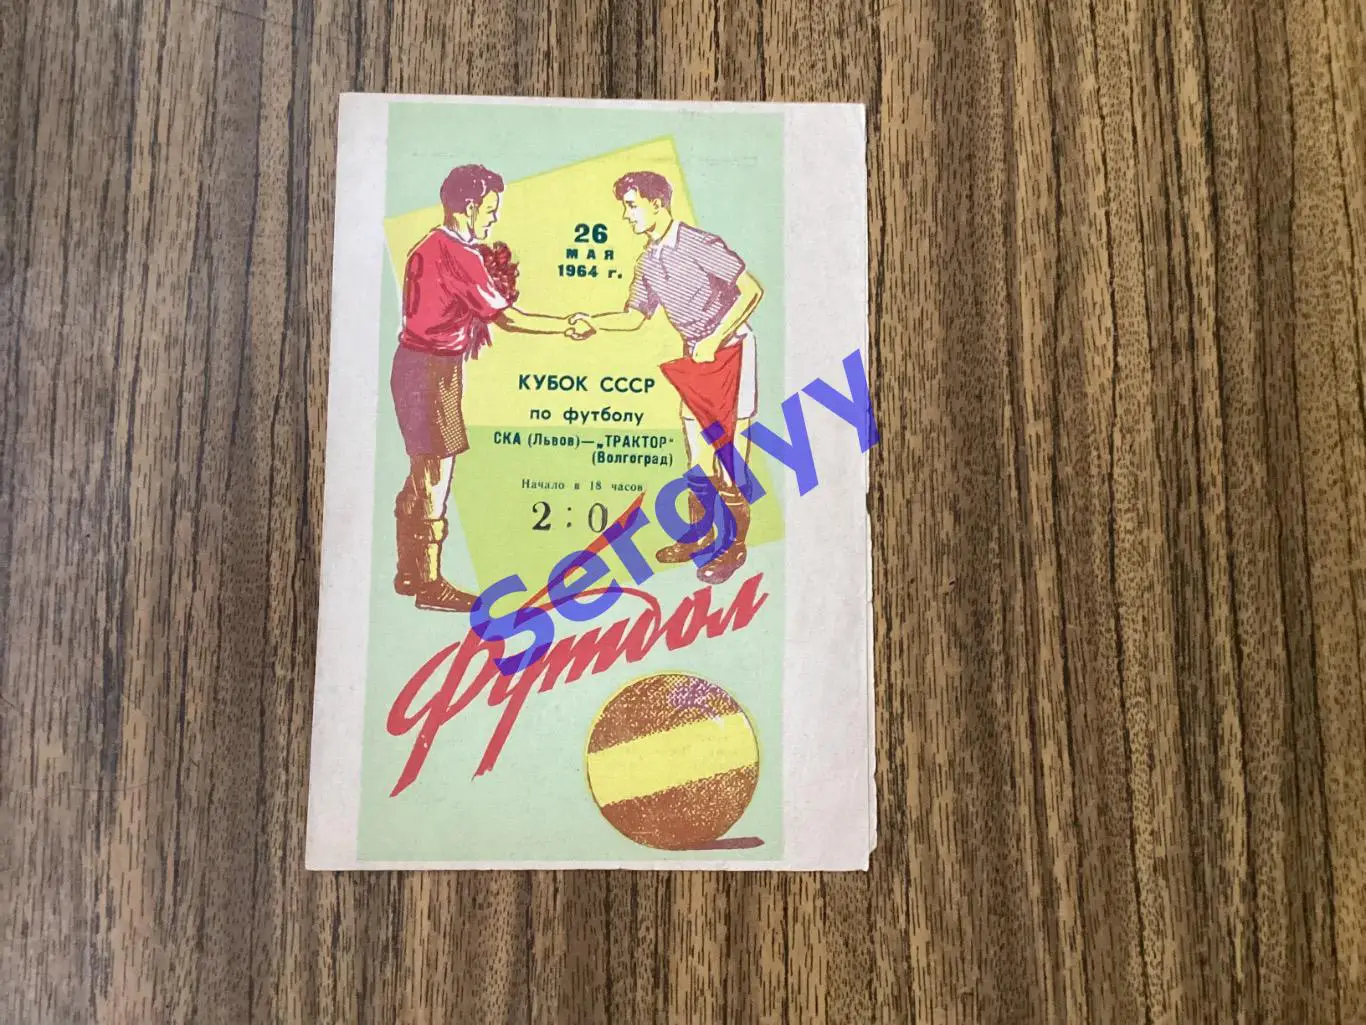 26
МАЯ
1964 г.
КУБОК СССР
по футболу
СКА (Львов)—„ТРАКТОР"
(Волгоград)
Начало в 18 часов
2:0
Футбол
Sergiyy